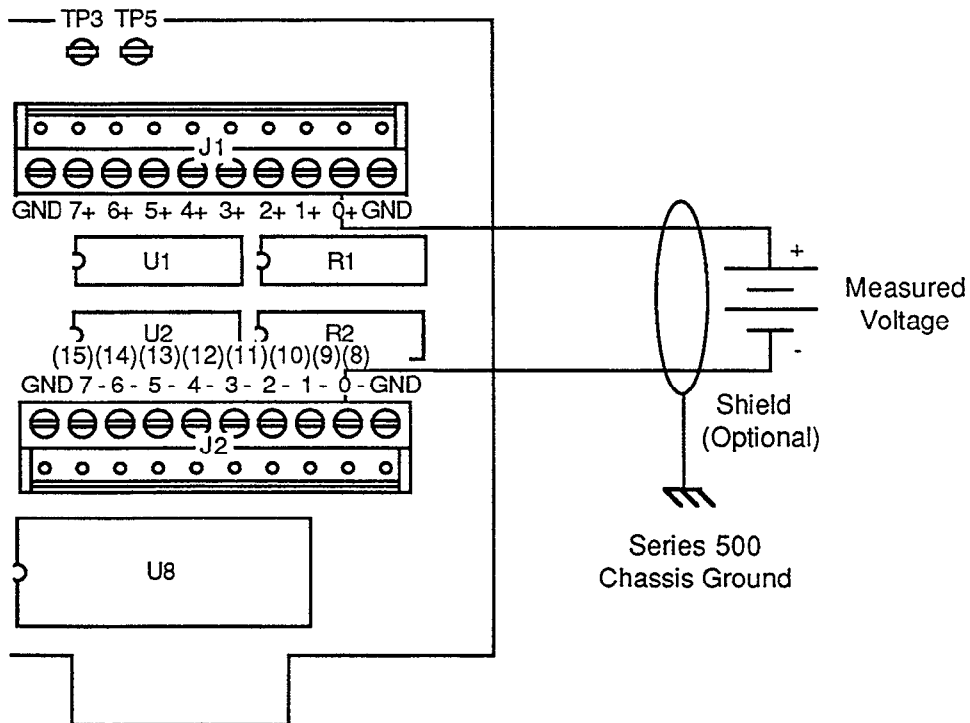 TP3 TP5
J1
GND 7+ 6+ 5+ 4+ 3+ 2+ 1+ 0+ GND
U1 R1
U2 R2
(15)(14)(13)(12)(11)(10)(9)(8)
GND 7- 6- 5- 4- 3- 2- 1- 0- GND
J2
U8
+
Measured
Voltage
-
Shield
(Optional)
Series 500
Chassis Ground